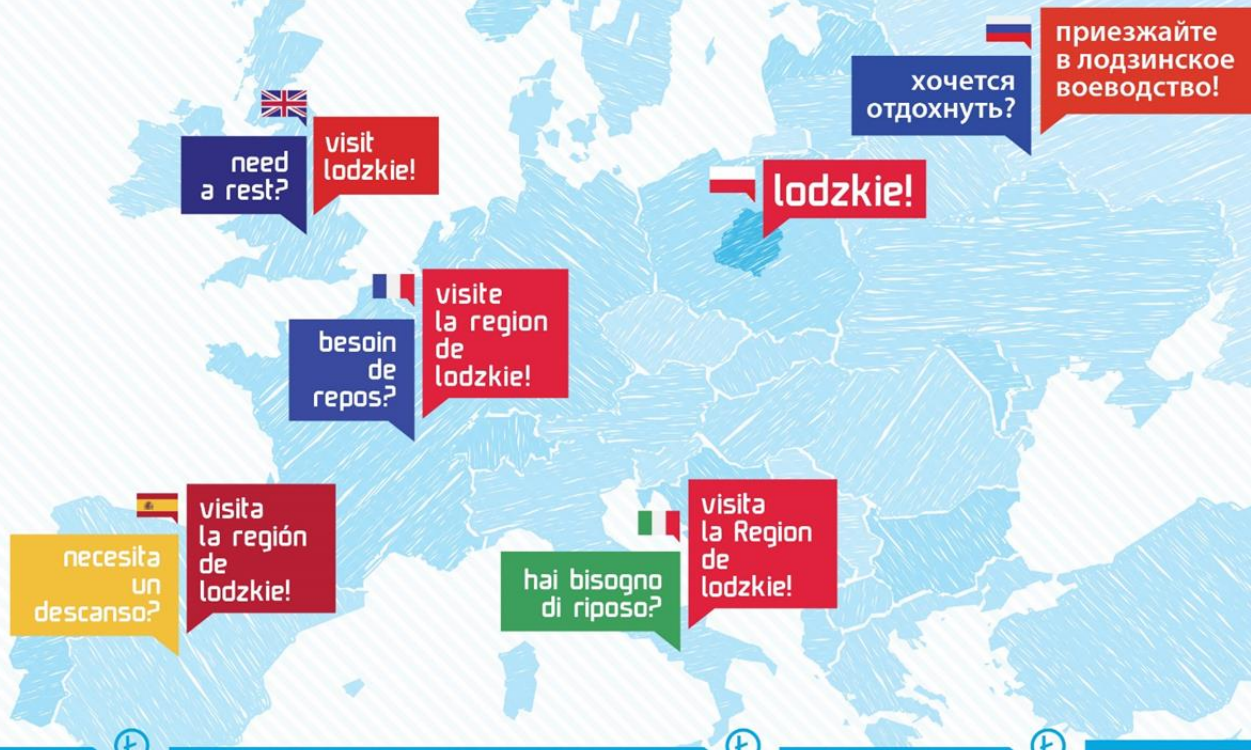 приезжайте
в лодзинское
воеводство!
хочется
отдохнуть?
need
a rest?
visit
lodzkie!
lodzkie!
besoin
de
repos?
visite
la region
de
lodzkie!
necesita
un
descanso?
visita
la región
de
lodzkie!
hai bisogno
di riposo?
visita
la Region
de
lodzkie!